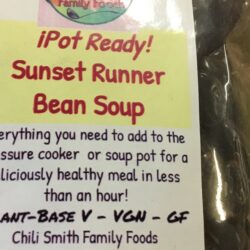 Family Foods
iPot Ready!
Sunset Runner
Bean Soup
erything you need to add to the
ssure cooker or soup pot for a
liciously healthy meal in less
than an hour!
ant-Base V - VGN - GF
Chili Smith Family Foods